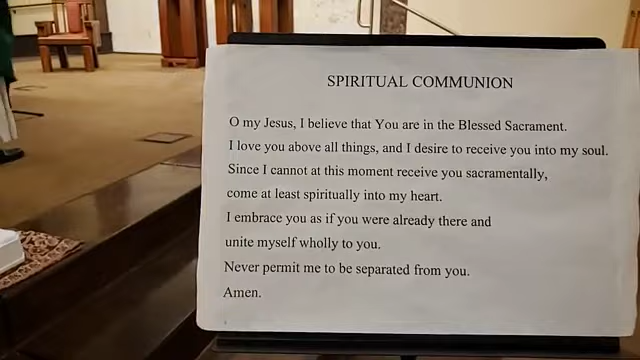 SPIRITUAL COMMUNION
O my Jesus, I believe that You are in the Blessed Sacrament.
I love you above all things, and I desire to receive you into my soul.
Since I cannot at this moment receive you sacramentally,
come at least spiritually into my heart.
I embrace you as if you were already there and
unite myself wholly to you.
Never permit me to be separated from you.
Amen.